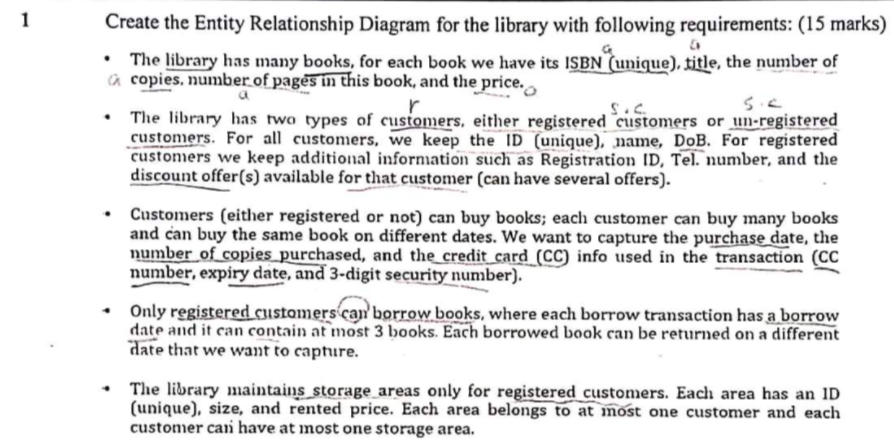 1 Create the Entity Relationship Diagram for the library with following requirements: (15 marks)
a a
• The library has many books, for each book we have its ISBN (unique), title, the number of
a copies, number of pages in this book, and the price.
a
r s.c s.c
• The library has two types of customers, either registered customers or un-registered
customers. For all customers, we keep the ID (unique), name, DoB. For registered
customers we keep additional information such as Registration ID, Tel. number, and the
discount offer(s) available for that customer (can have several offers).
• Customers (either registered or not) can buy books; each customer can buy many books
and can buy the same book on different dates. We want to capture the purchase date, the
number of copies purchased, and the credit card (CC) info used in the transaction (CC
number, expiry date, and 3-digit security number).
• Only registered customers can borrow books, where each borrow transaction has a borrow
date and it can contain at most 3 books. Each borrowed book can be returned on a different
date that we want to capture.
• The library maintains storage areas only for registered customers. Each area has an ID
(unique), size, and rented price. Each area belongs to at most one customer and each
customer can have at most one storage area.